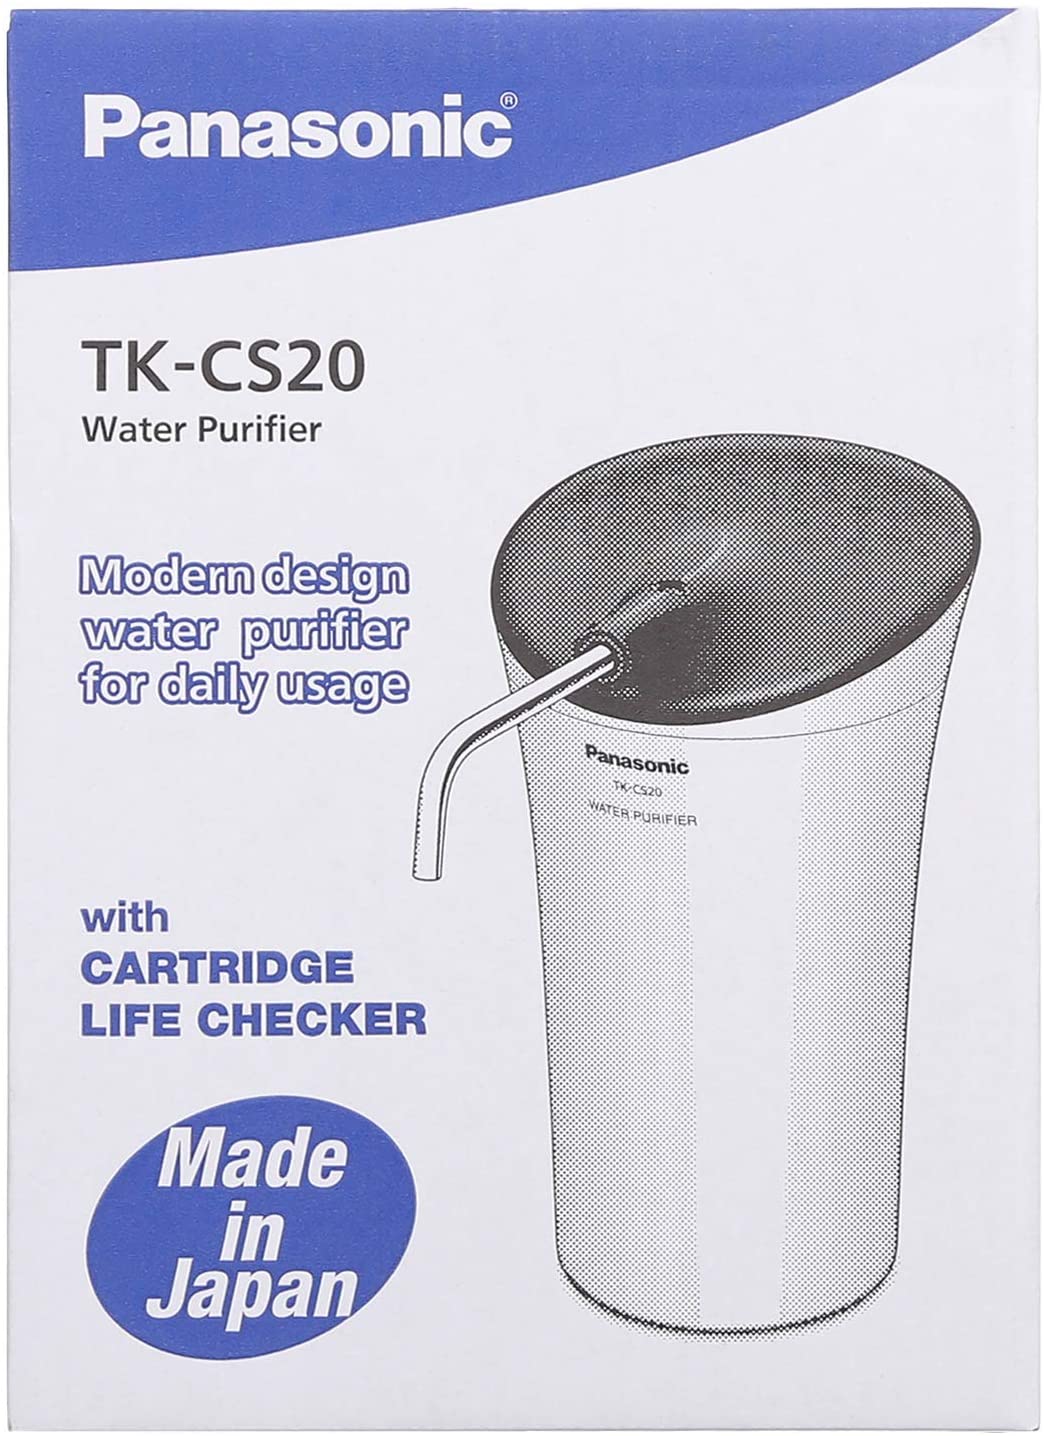 Panasonic®
TK-CS20
Water Purifier
Modern design
water purifier
for daily usage
Panasonic
TK-CS20
WATER PURIFIER
with
CARTRIDGE
LIFE CHECKER
Made
in
Japan